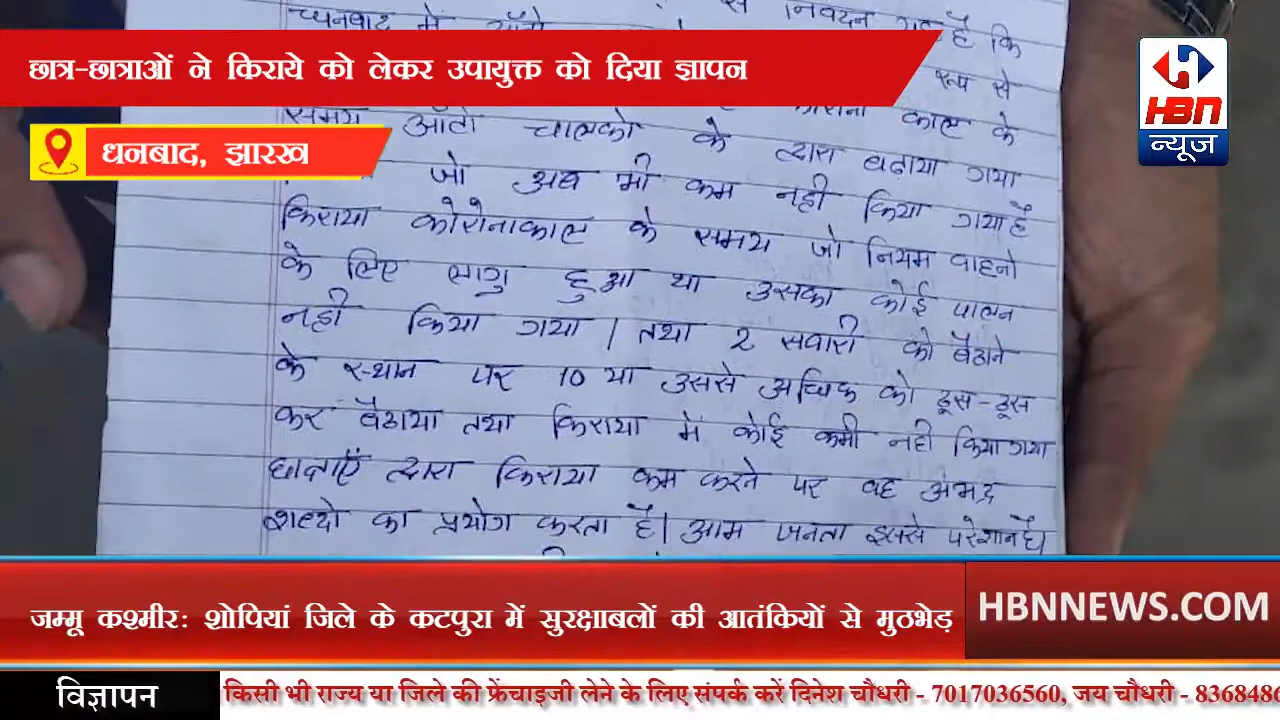 च्पनबाद में
से निवेदन यह है कि
छात्र-छात्राओं ने किराये को लेकर उपायुक्त को दिया ज्ञापन
रूप से
HBN
न्यूज
काल के
धनबाद, झारख
समय ऑटो चालको के द्वारा बढ़ाया गया
जो अब भी कम नही किया गया है
किराया कोरोनाकाल के समय जो नियम वाहनो
के लिए लागु हुआ था उसका कोई पालन
नही किया गया। तथा 2 सवारी को बैठाने
के स्थान पर 10 या उससे अधिक को ठूस-ठूस
कर बैठाया तथा किराया में कोई कमी नही किया गया
छात्राएँ द्वारा किराया कम करने पर वह अभद्र
शब्दो का प्रयोग करता है। आम जनता इससे परेशान है
जम्मू कश्मीर: शोपियां जिले के कटपुरा में सुरक्षाबलों की आतंकियों से मुठभेड़
HBNNEWS.COM
विज्ञापन
किसी भी राज्य या जिले की फ्रेंचाइजी लेने के लिए संपर्क करें दिनेश चौधरी - 7017036560, जय चौधरी - 8368486